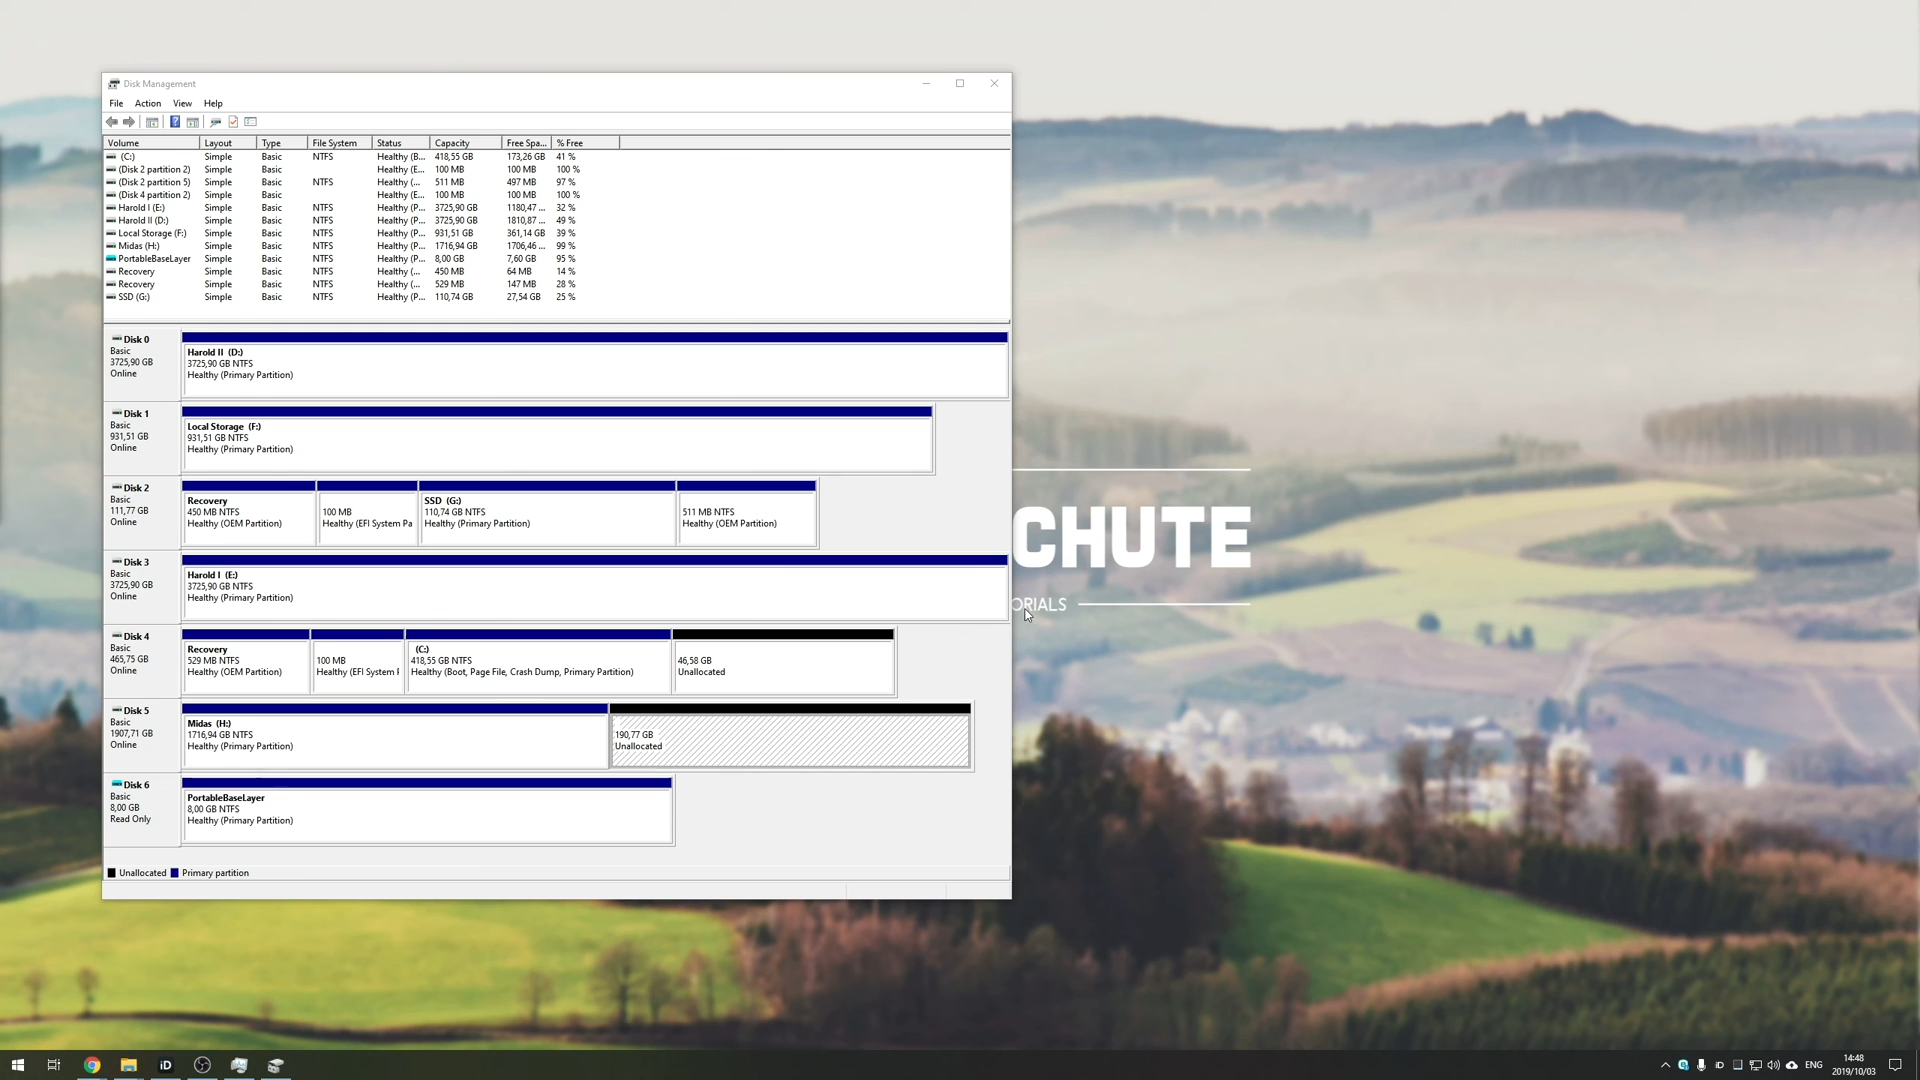 Disk Management
File Action View Help
Volume Layout Type File System Status Capacity Free Spa... % Free
(C:) Simple Basic NTFS Healthy (B... 418,55 GB 173,26 GB 41 %
(Disk 2 partition 2) Simple Basic Healthy (E... 100 MB 100 MB 100 %
(Disk 2 partition 5) Simple Basic NTFS Healthy (... 511 MB 497 MB 97 %
(Disk 4 partition 2) Simple Basic Healthy (E... 100 MB 100 MB 100 %
Harold I (E:) Simple Basic NTFS Healthy (P... 3725,90 GB 1180,47 ... 32 %
Harold II (D:) Simple Basic NTFS Healthy (P... 3725,90 GB 1810,87 ... 49 %
Local Storage (F:) Simple Basic NTFS Healthy (P... 931,51 GB 361,14 GB 39 %
Midas (H:) Simple Basic NTFS Healthy (P... 1716,94 GB 1706,46 ... 99 %
PortableBaseLayer Simple Basic NTFS Healthy (P... 8,00 GB 7,60 GB 95 %
Recovery Simple Basic NTFS Healthy (... 450 MB 64 MB 14 %
Recovery Simple Basic NTFS Healthy (... 529 MB 147 MB 28 %
SSD (G:) Simple Basic NTFS Healthy (P... 110,74 GB 27,54 GB 25 %
Disk 0
Basic
3725,90 GB
Online
Harold II (D:)
3725,90 GB NTFS
Healthy (Primary Partition)
Disk 1
Basic
931,51 GB
Online
Local Storage (F:)
931,51 GB NTFS
Healthy (Primary Partition)
Disk 2
Basic
111,77 GB
Online
Recovery
450 MB NTFS
Healthy (OEM Partition)
100 MB
Healthy (EFI System Pa
SSD (G:)
110,74 GB NTFS
Healthy (Primary Partition)
511 MB NTFS
Healthy (OEM Partition)
Disk 3
Basic
3725,90 GB
Online
Harold I (E:)
3725,90 GB NTFS
Healthy (Primary Partition)
Disk 4
Basic
465,75 GB
Online
Recovery
529 MB NTFS
Healthy (OEM Partition)
100 MB
Healthy (EFI System
(C:)
418,55 GB NTFS
Healthy (Boot, Page File, Crash Dump, Primary Partition)
46,58 GB
Unallocated
Disk 5
Basic
1907,71 GB
Online
Midas (H:)
1716,94 GB NTFS
Healthy (Primary Partition)
190,77 GB
Unallocated
Disk 6
Basic
8,00 GB
Read Only
PortableBaseLayer
8,00 GB NTFS
Healthy (Primary Partition)
Unallocated Primary partition
CHUTE
ORIALS
iD
iD
ENG
14:48
2019/10/03